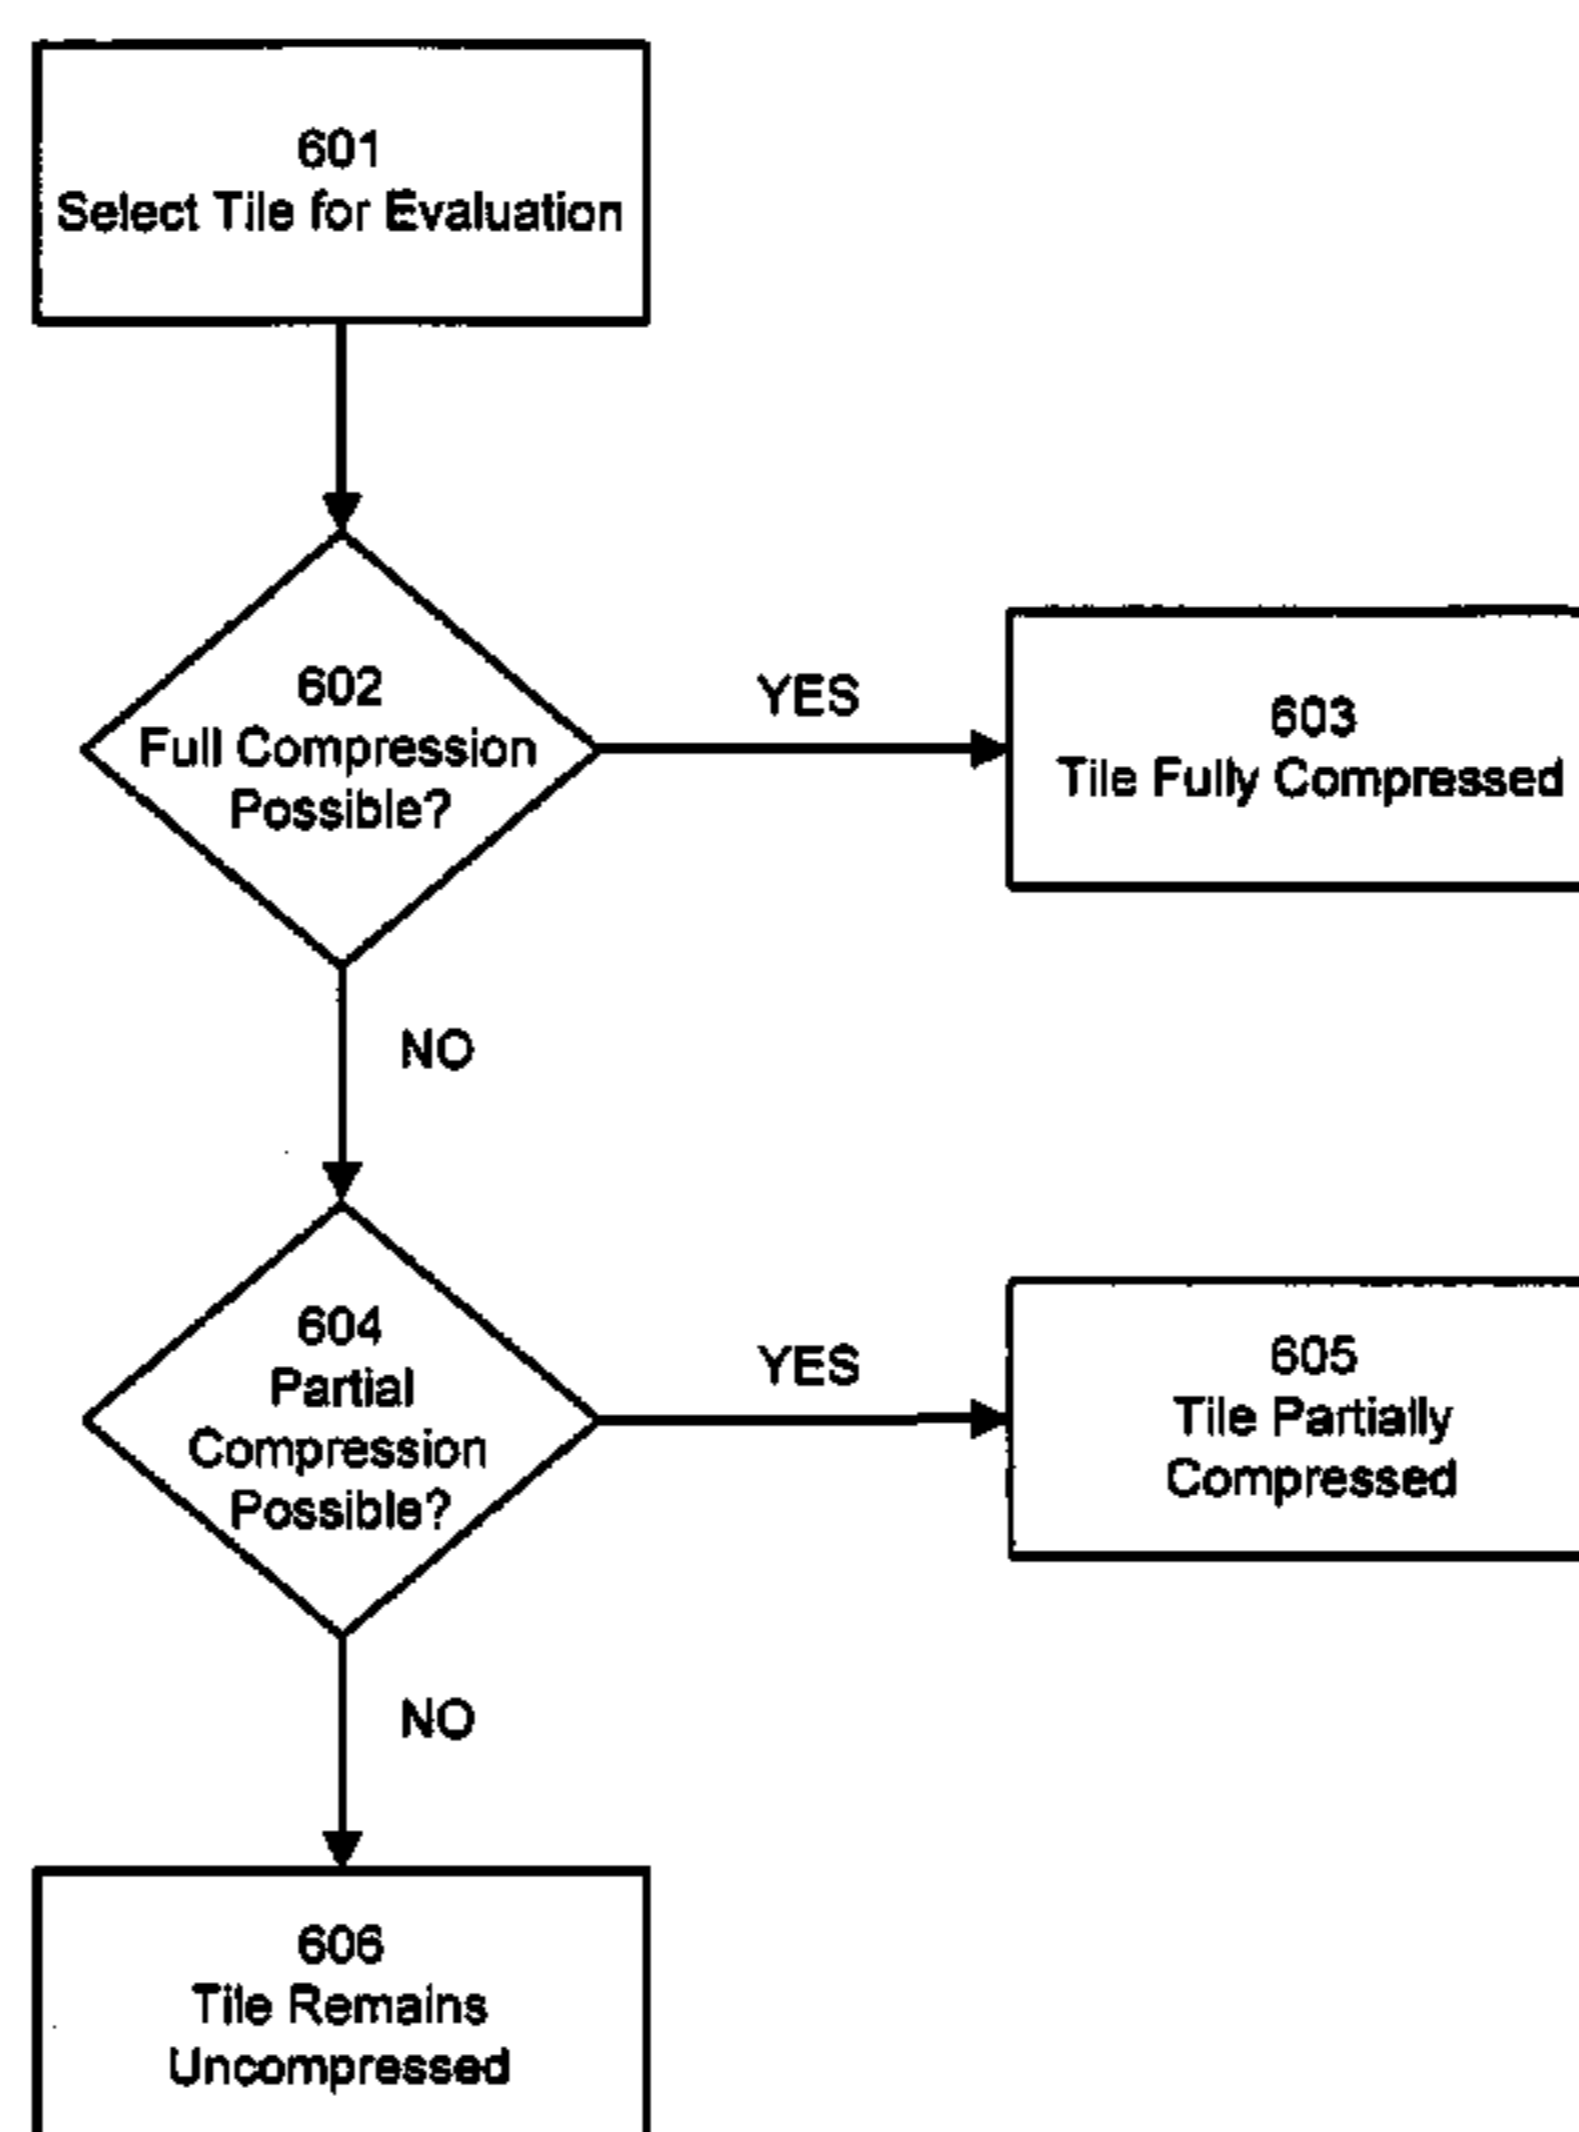 601
Select Tile for Evaluation
602
Full Compression
Possible?
YES
603
Tile Fully Compressed
NO
604
Partial
Compression
Possible?
YES
605
Tile Partially
Compressed
NO
606
Tile Remains
Uncompressed